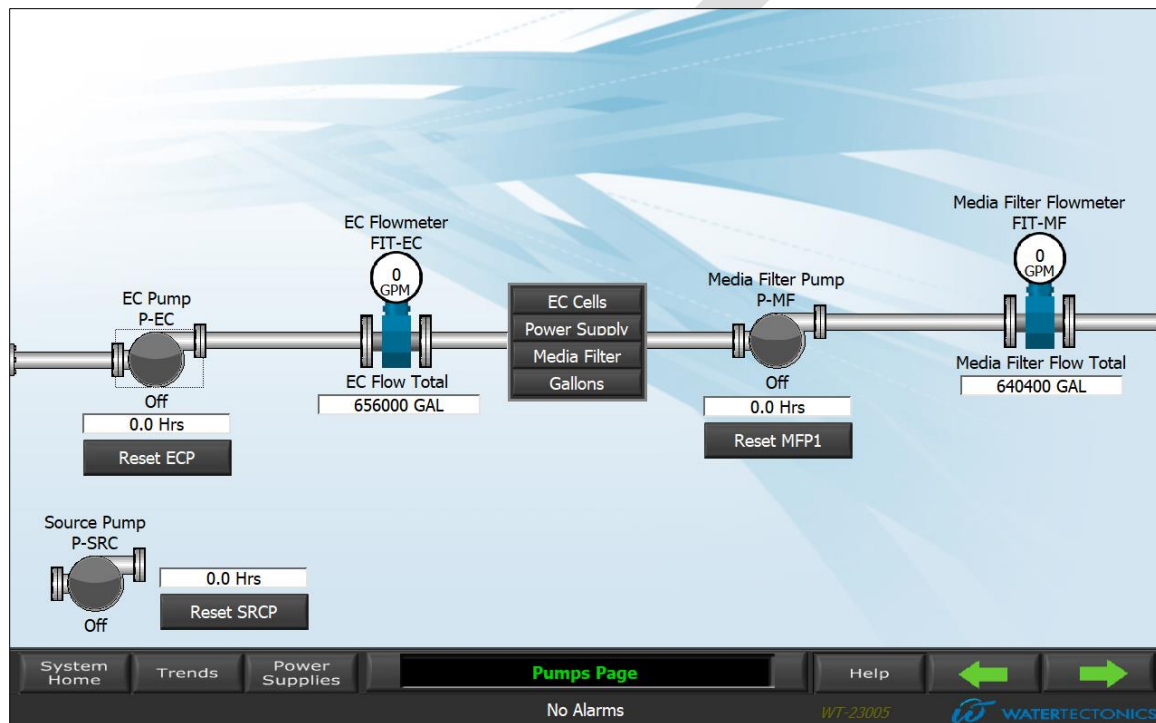 EC Flowmeter
FIT-EC
0
GPM
Media Filter Flowmeter
FIT-MF
0
GPM
EC Pump
P-EC
Off
0.0 Hrs
Reset ECP
EC Flow Total
656000 GAL
EC Cells
Power Supply
Media Filter
Gallons
Media Filter Pump
P-MF
Off
0.0 Hrs
Reset MFP1
Media Filter Flow Total
640400 GAL
Source Pump
P-SRC
Off
0.0 Hrs
Reset SRCP
System
Home
Trends
Power
Supplies
Pumps Page
Help
No Alarms
WT-23005
WATERTECTONICS